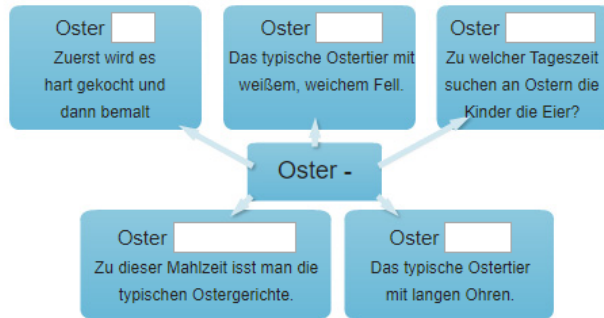 Oster
Zuerst wird es
hart gekocht und
dann bemalt
Oster
Das typische Ostertier mit
weißem, weichem Fell.
Oster
Zu welcher Tageszeit
suchen an Ostern die
Kinder die Eier?
Oster -
Oster
Zu dieser Mahlzeit isst man die
typischen Ostergerichte.
Oster
Das typische Ostertier
mit langen Ohren.